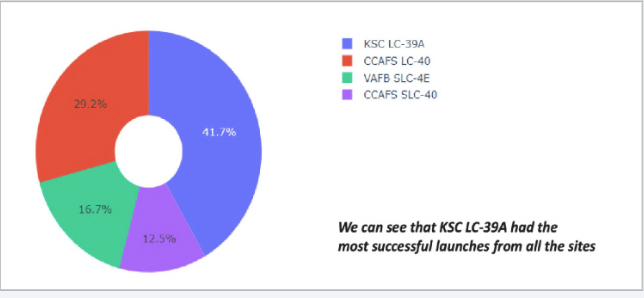 KSC LC-39A
CCAFS LC-40
VAFB SLC-4E
CCAFS SLC-40
29.2%
41.7%
16.7%
12.5%
We can see that KSC LC-39A had the
most successful launches from all the sites